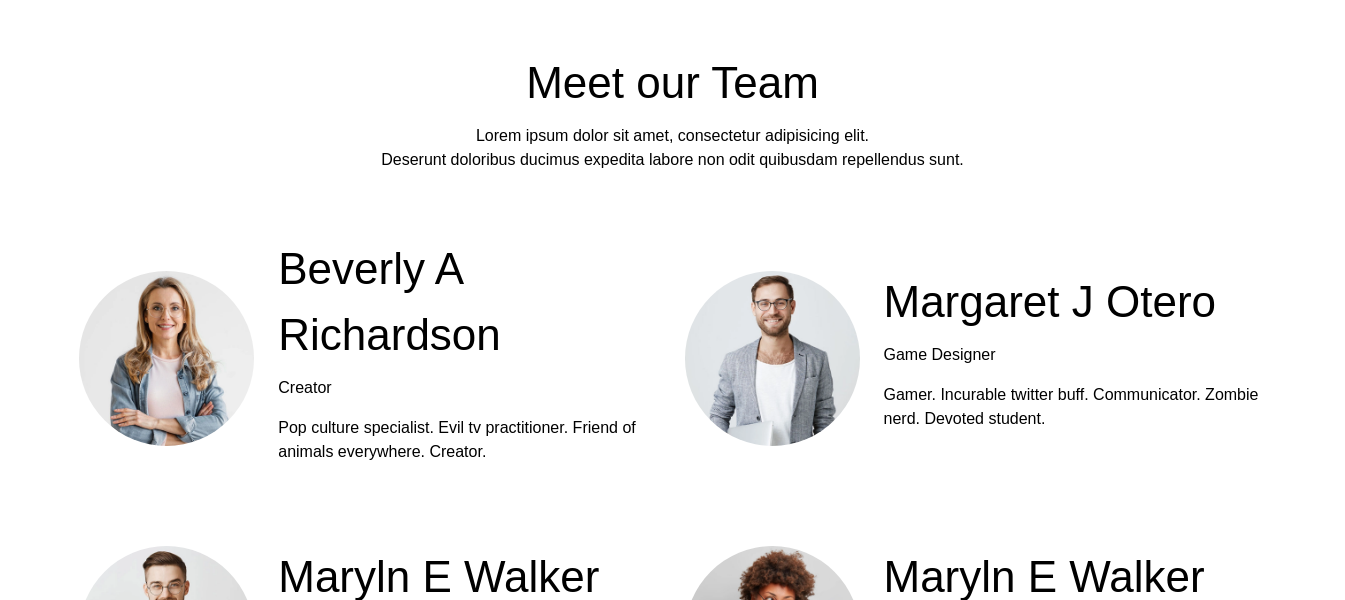 Meet our Team
Lorem ipsum dolor sit amet, consectetur adipisicing elit.
Deserunt doloribus ducimus expedita labore non odit quibusdam repellendus sunt.
Beverly A
Richardson
Creator
Pop culture specialist. Evil tv practitioner. Friend of
animals everywhere. Creator.
Margaret J Otero
Game Designer
Gamer. Incurable twitter buff. Communicator. Zombie
nerd. Devoted student.
Maryln E Walker
Maryln E Walker